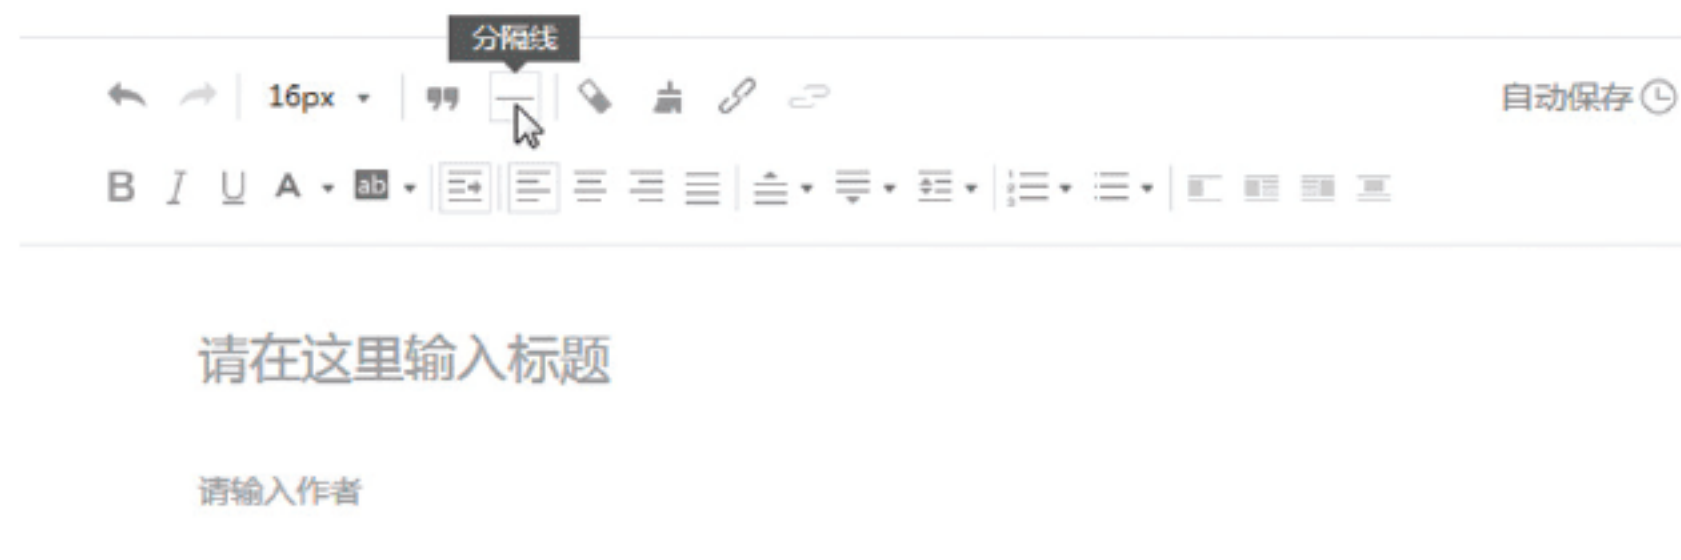 分隔线
16px
自动保存
B I U A ab
请在这里输入标题
请输入作者